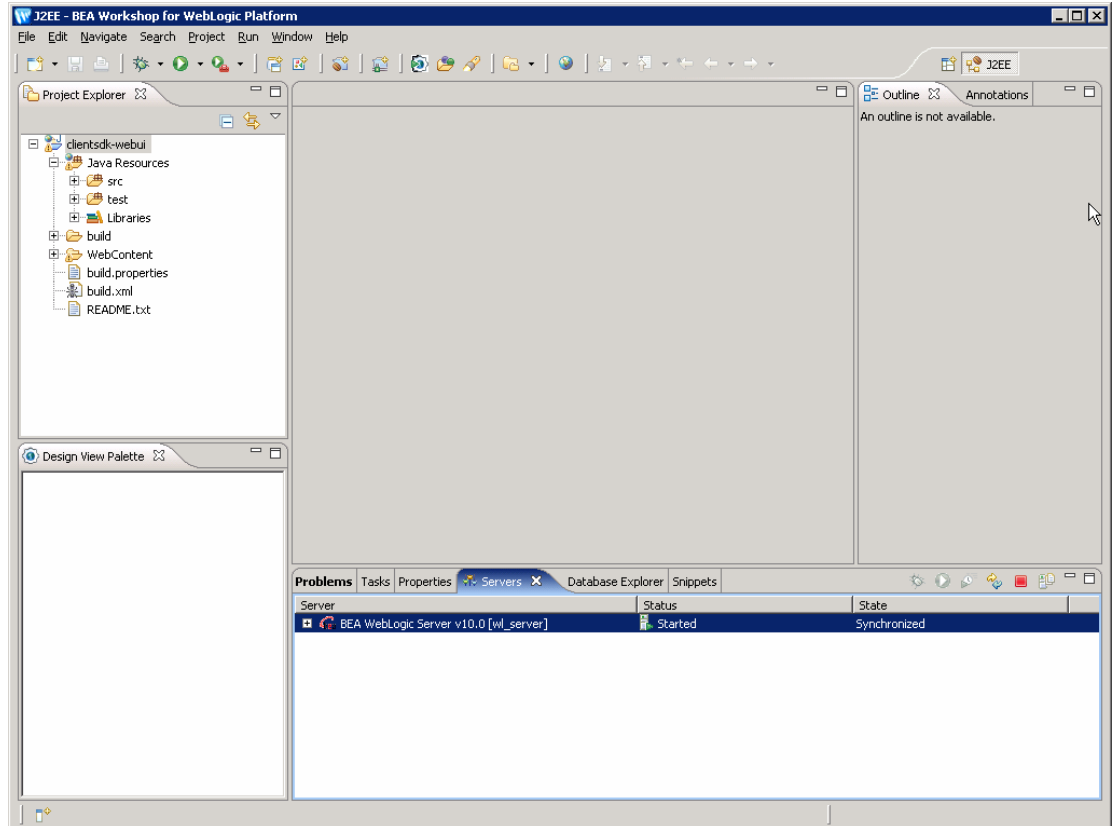 J2EE - BEA Workshop for WebLogic Platform
File Edit Navigate Search Project Run Window Help
J2EE
Project Explorer
clientsdk-webui
Java Resources
src
test
Libraries
build
WebContent
build.properties
build.xml
README.txt
Design View Palette
Outline Annotations
An outline is not available.
Problems Tasks Properties Servers Database Explorer Snippets
Server Status State
BEA WebLogic Server v10.0 [wl_server] Started Synchronized